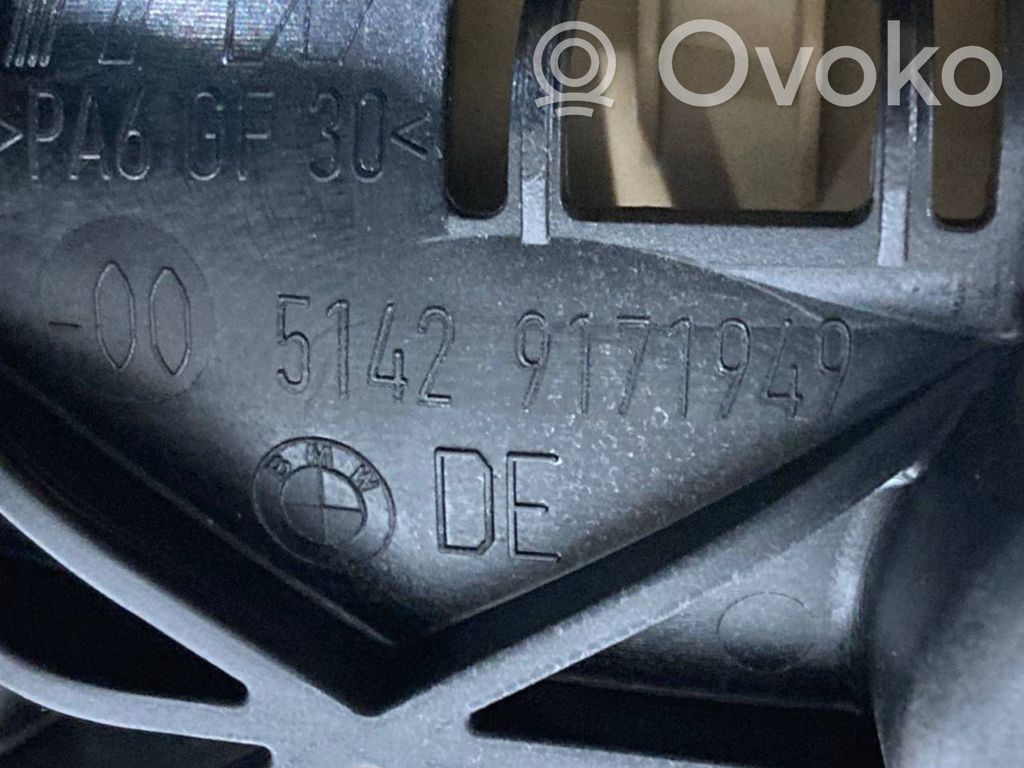 Ovoko
>PA6 GF 30<
-00 5142 9171949
BMW DE